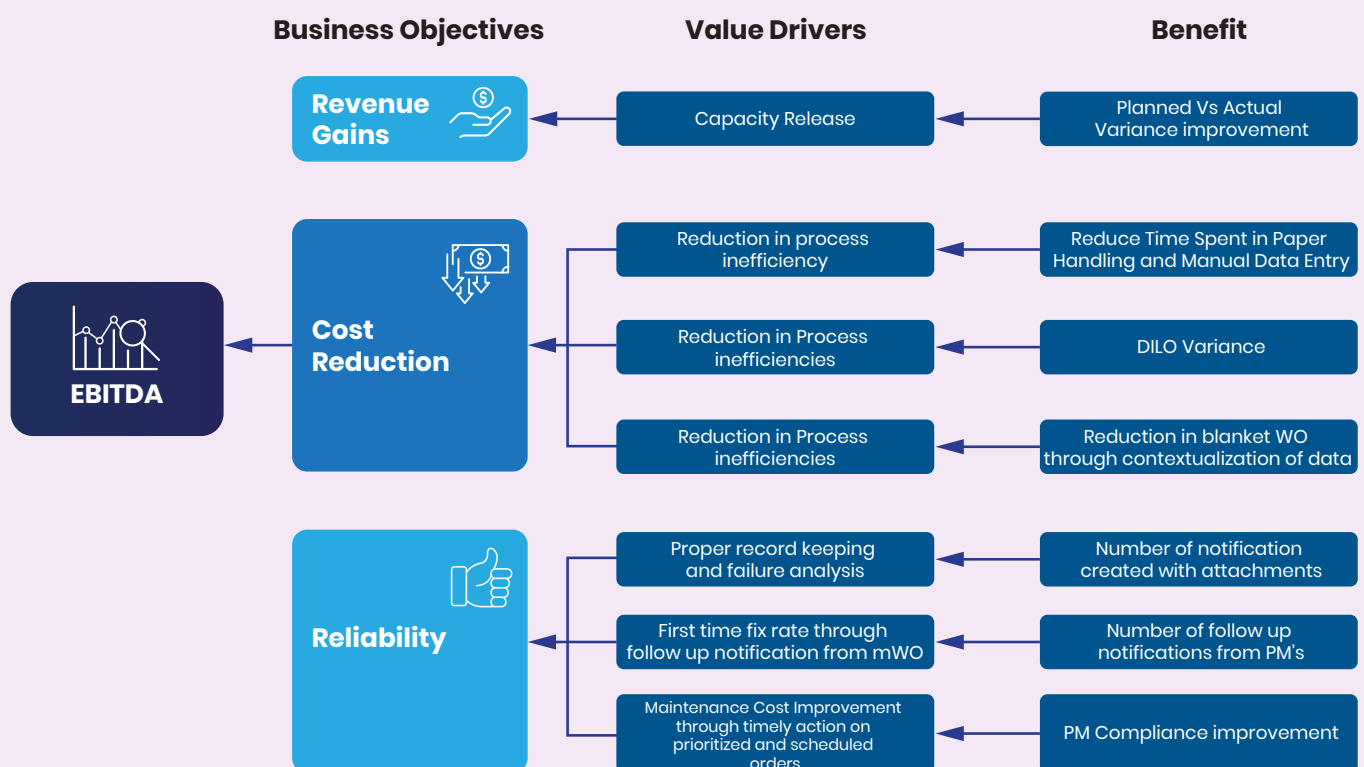 Business Objectives
Value Drivers
Benefit
Revenue
Gains
Capacity Release
Planned Vs Actual
Variance improvement
EBITDA
Cost
Reduction
Reduction in process
inefficiency
Reduce Time Spent in Paper
Handling and Manual Data Entry
Reduction in Process
inefficiencies
DILO Variance
Reduction in Process
inefficiencies
Reduction in blanket WO
through contextualization of data
Reliability
Proper record keeping
and failure analysis
Number of notification
created with attachments
First time fix rate through
follow up notification from mWO
Number of follow up
notifications from PM's
Maintenance Cost Improvement
through timely action on
prioritized and scheduled
orders
PM Compliance improvement